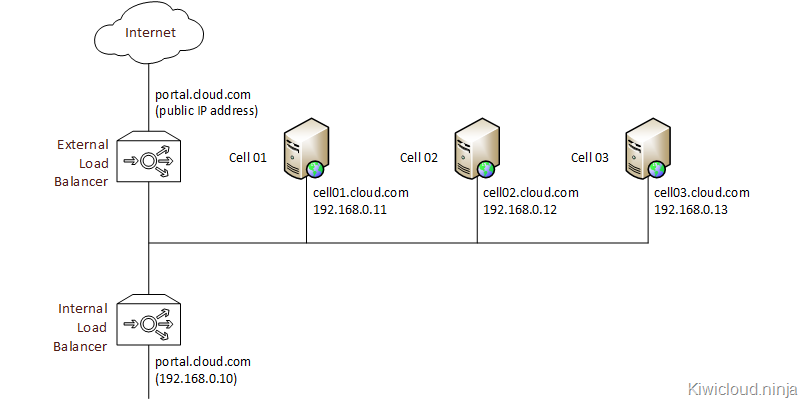 Internet
portal.cloud.com
(public IP address)
External
Load
Balancer
Cell 01
Cell 02
Cell 03
cell01.cloud.com
192.168.0.11
cell02.cloud.com
192.168.0.12
cell03.cloud.com
192.168.0.13
Internal
Load
Balancer
portal.cloud.com
(192.168.0.10)
Kiwicloud.ninja